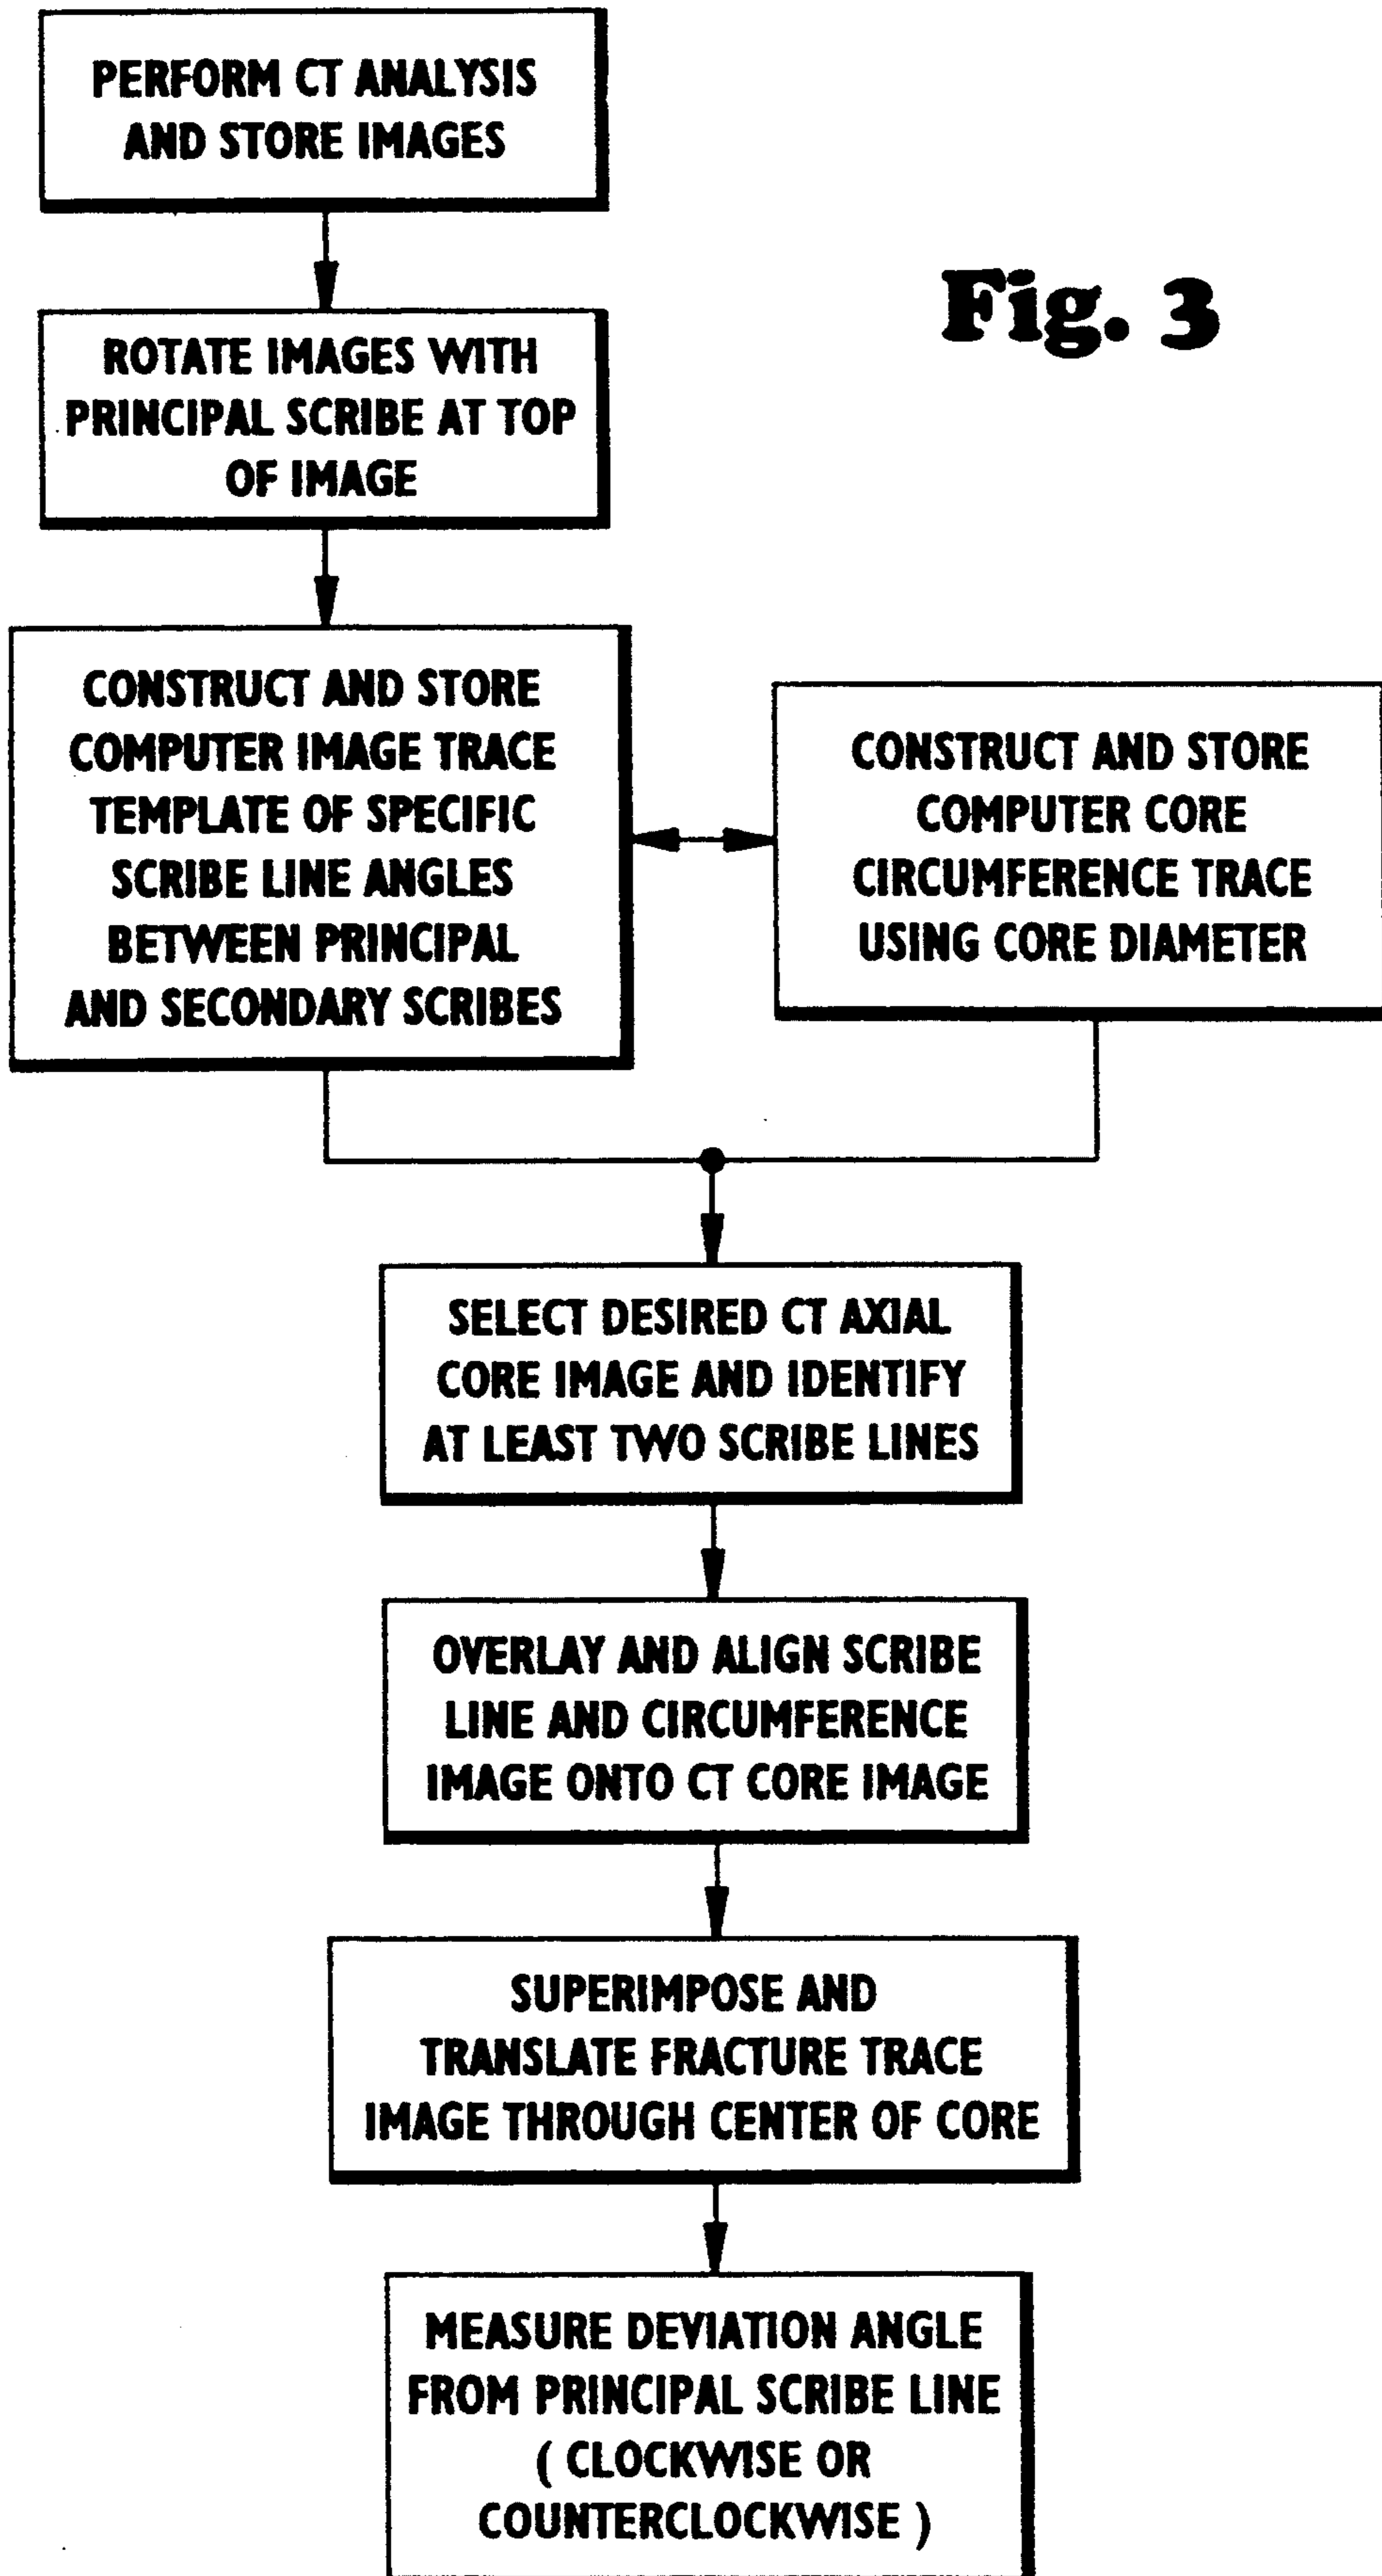 PERFORM CT ANALYSIS
AND STORE IMAGES
Fig. 3
ROTATE IMAGES WITH
PRINCIPAL SCRIBE AT TOP
OF IMAGE
CONSTRUCT AND STORE
COMPUTER IMAGE TRACE
TEMPLATE OF SPECIFIC
SCRIBE LINE ANGLES
BETWEEN PRINCIPAL
AND SECONDARY SCRIBES
CONSTRUCT AND STORE
COMPUTER CORE
CIRCUMFERENCE TRACE
USING CORE DIAMETER
SELECT DESIRED CT AXIAL
CORE IMAGE AND IDENTIFY
AT LEAST TWO SCRIBE LINES
OVERLAY AND ALIGN SCRIBE
LINE AND CIRCUMFERENCE
IMAGE ONTO CT CORE IMAGE
SUPERIMPOSE AND
TRANSLATE FRACTURE TRACE
IMAGE THROUGH CENTER OF CORE
MEASURE DEVIATION ANGLE
FROM PRINCIPAL SCRIBE LINE
( CLOCKWISE OR
COUNTERCLOCKWISE )